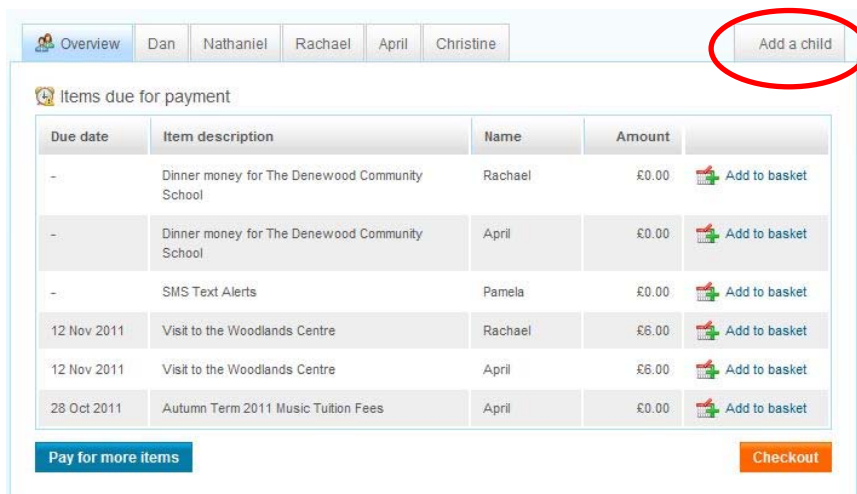 Overview Dan Nathaniel Rachael April Christine Add a child
Items due for payment
Due date Item description Name Amount
- Dinner money for The Denewood Community School Rachael £0.00 Add to basket
- Dinner money for The Denewood Community School April £0.00 Add to basket
- SMS Text Alerts Pamela £0.00 Add to basket
12 Nov 2011 Visit to the Woodlands Centre Rachael £6.00 Add to basket
12 Nov 2011 Visit to the Woodlands Centre April £6.00 Add to basket
28 Oct 2011 Autumn Term 2011 Music Tuition Fees April £0.00 Add to basket
Pay for more items Checkout